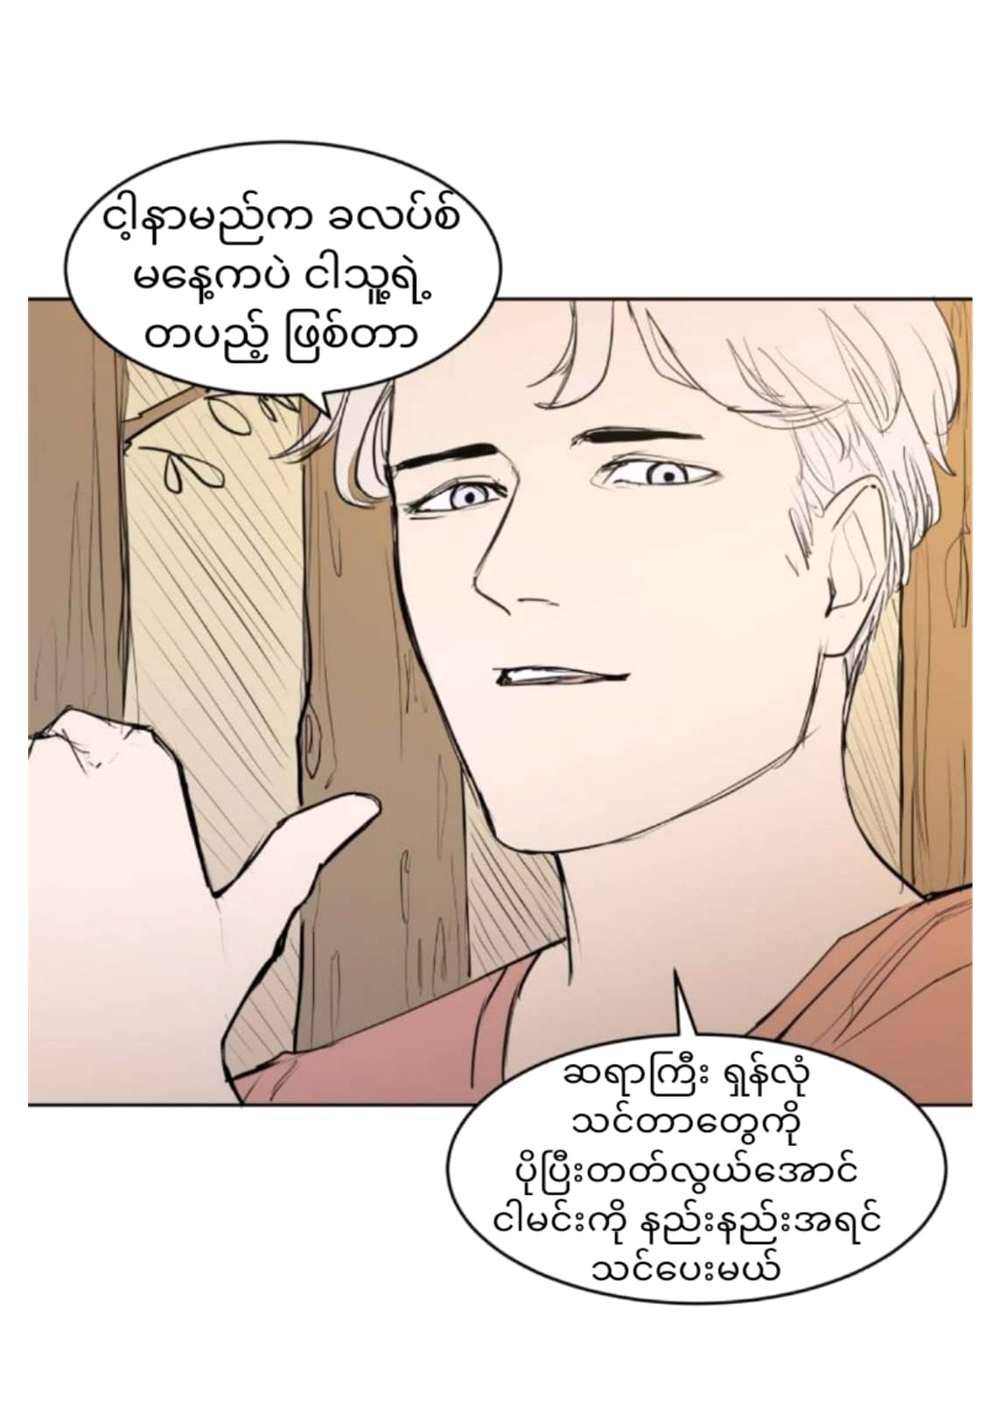 ငါ့နာမည်က ခလပ်စ်
မနေ့ကပဲ ငါသူ့ရဲ့
တပည့် ဖြစ်တာ
ဆရာကြီး ရှန်လုံ
သင်တာတွေကို
ပိုပြီးတတ်လွယ်အောင်
ငါမင်းကို နည်းနည်းအရင်
သင်ပေးမယ်